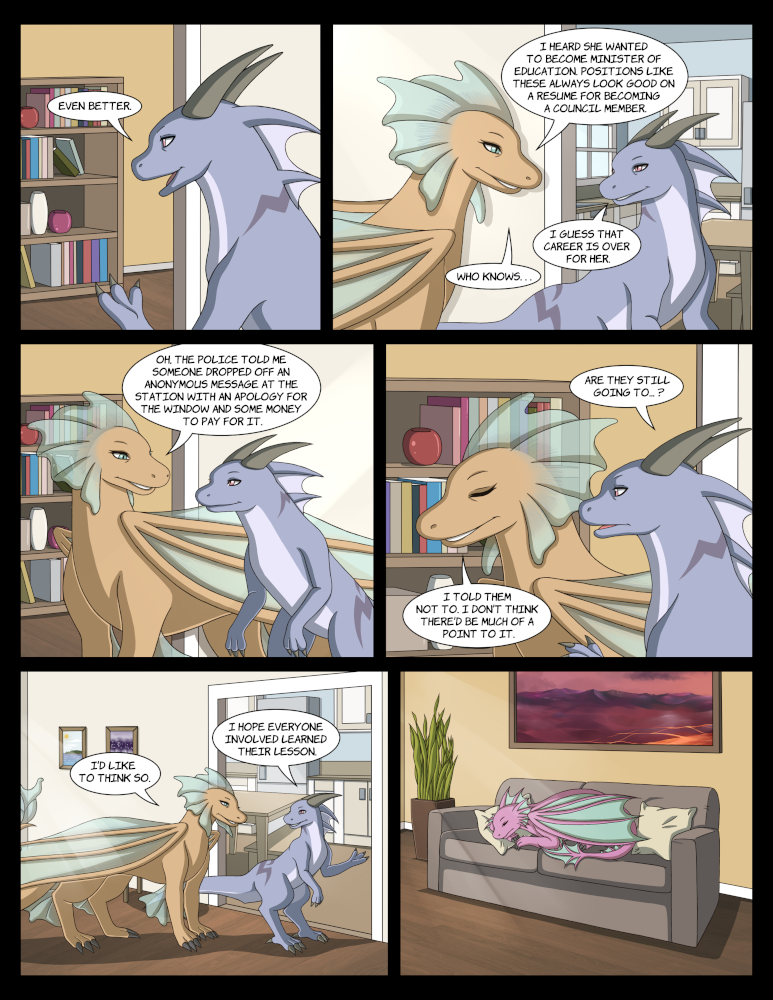 EVEN BETTER.
I HEARD SHE WANTED
TO BECOME MINISTER OF
EDUCATION. POSITIONS LIKE
THESE ALWAYS LOOK GOOD ON
A RESUME FOR BECOMING
A COUNCIL MEMBER.
I GUESS THAT
CAREER IS OVER
FOR HER.
WHO KNOWS...
OH, THE POLICE TOLD ME
SOMEONE DROPPED OFF AN
ANONYMOUS MESSAGE AT THE
STATION WITH AN APOLOGY FOR
THE WINDOW AND SOME MONEY
TO PAY FOR IT.
ARE THEY STILL
GOING TO...?
I TOLD THEM
NOT TO. I DON'T THINK
THERE'D BE MUCH OF A
POINT TO IT.
I HOPE EVERYONE
INVOLVED LEARNED
THEIR LESSON.
I'D LIKE
TO THINK SO.